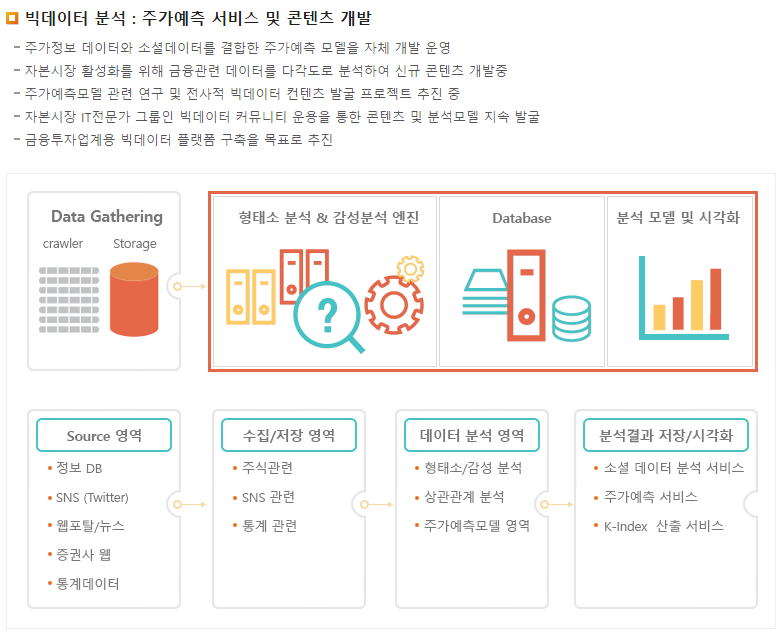 빅데이터 분석 : 주가예측 서비스 및 콘텐츠 개발
- 주가정보 데이터와 소셜데이터를 결합한 주가예측 모델을 자체 개발 운영
- 자본시장 활성화를 위해 금융관련 데이터를 다각도로 분석하여 신규 콘텐츠 개발중
- 주가예측모델 관련 연구 및 전사적 빅데이터 컨텐츠 발굴 프로젝트 추진 중
- 자본시장 IT전문가 그룹인 빅데이터 커뮤니티 운용을 통한 콘텐츠 및 분석모델 지속 발굴
- 금융투자업계용 빅데이터 플랫폼 구축을 목표로 추진
Data Gathering
crawler Storage
형태소 분석 & 감성분석 엔진
?
Database
분석 모델 및 시각화
Source 영역
• 정보 DB
• SNS (Twitter)
• 웹포탈/뉴스
• 증권사 웹
• 통계데이터
수집/저장 영역
• 주식관련
• SNS 관련
• 통계 관련
데이터 분석 영역
• 형태소/감성 분석
• 상관관계 분석
• 주가예측모델 영역
분석결과 저장/시각화
• 소셜 데이터 분석 서비스
• 주가예측 서비스
• K-Index 산출 서비스